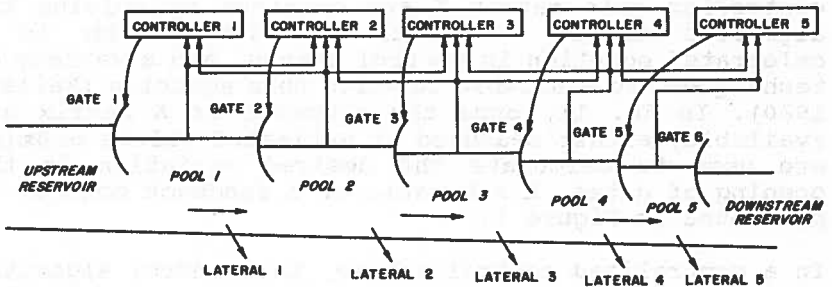 CONTROLLER 1
CONTROLLER 2
CONTROLLER 3
CONTROLLER 4
CONTROLLER 5
GATE 1
GATE 2
GATE 3
GATE 4
GATE 5
GATE 6
UPSTREAM
RESERVOIR
POOL 1
POOL 2
POOL 3
POOL 4
POOL 5
DOWNSTREAM
RESERVOIR
LATERAL 1
LATERAL 2
LATERAL 3
LATERAL 4
LATERAL 5